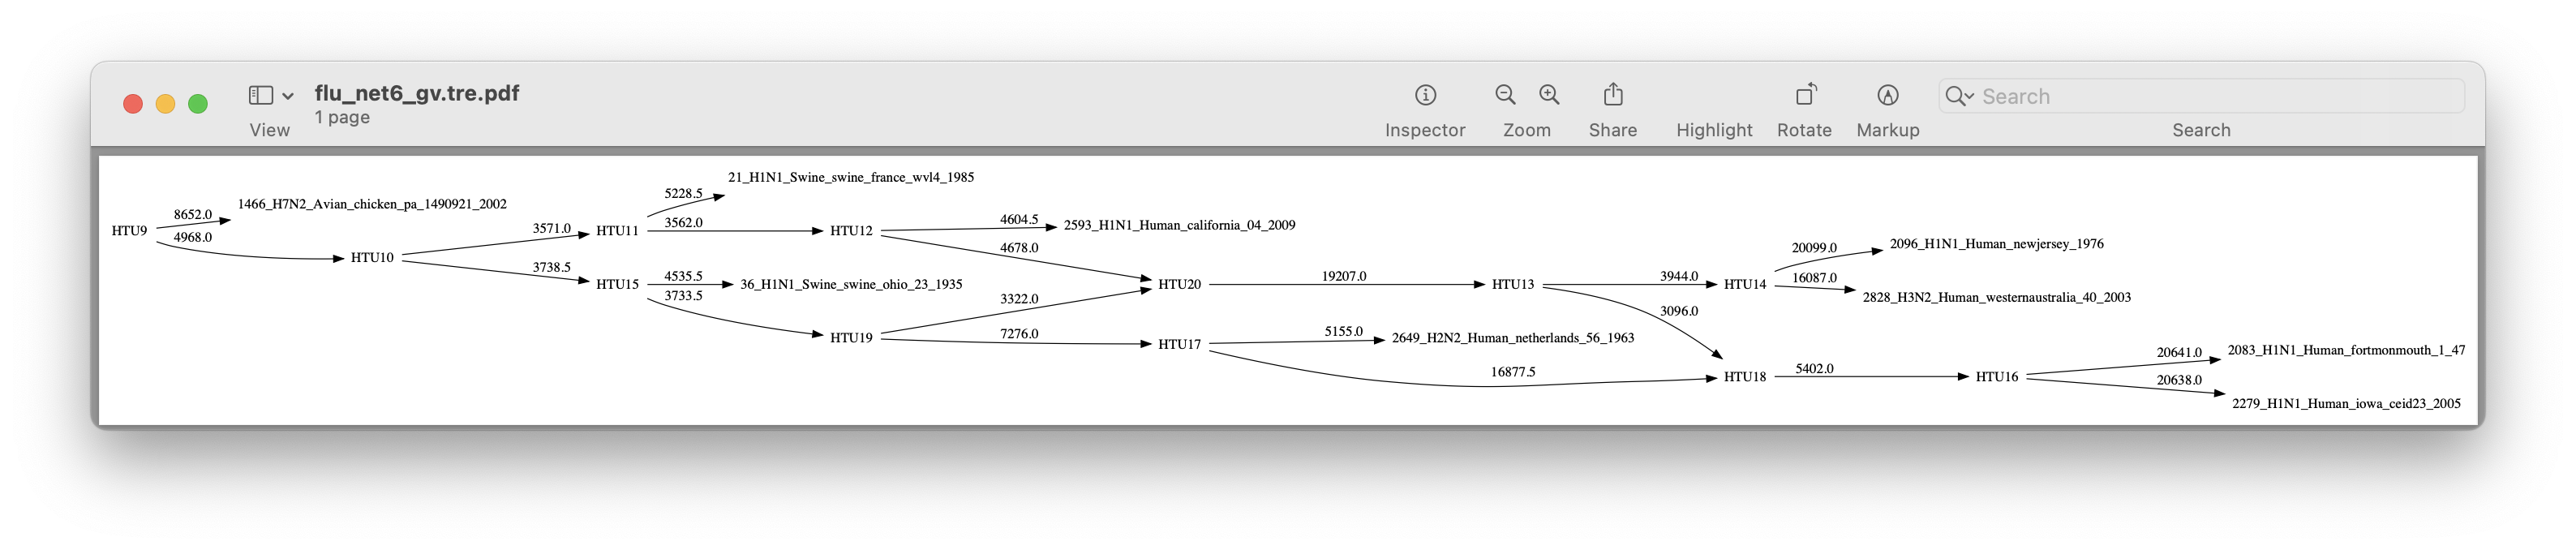 flu_net6_gv.tre.pdf
1 page
View
Inspector
Zoom
Share
Highlight
Rotate
Markup
Search
Search
21_H1N1_Swine_swine_france_wvl4_1985
5228.5
1466_H7N2_Avian_chicken_pa_1490921_2002
8652.0
HTU9
4968.0
3571.0
HTU11
3562.0
HTU12
4604.5
2593_H1N1_Human_california_04_2009
4678.0
HTU10
3738.5
HTU15
4535.5
36_H1N1_Swine_swine_ohio_23_1935
3733.5
3322.0
HTU20
19207.0
HTU13
3944.0
HTU14
20099.0
2096_H1N1_Human_newjersey_1976
16087.0
2828_H3N2_Human_westernaustralia_40_2003
3096.0
HTU19
7276.0
HTU17
5155.0
2649_H2N2_Human_netherlands_56_1963
16877.5
HTU18
5402.0
HTU16
20641.0
2083_H1N1_Human_fortmonmouth_1_47
20638.0
2279_H1N1_Human_iowa_ceid23_2005